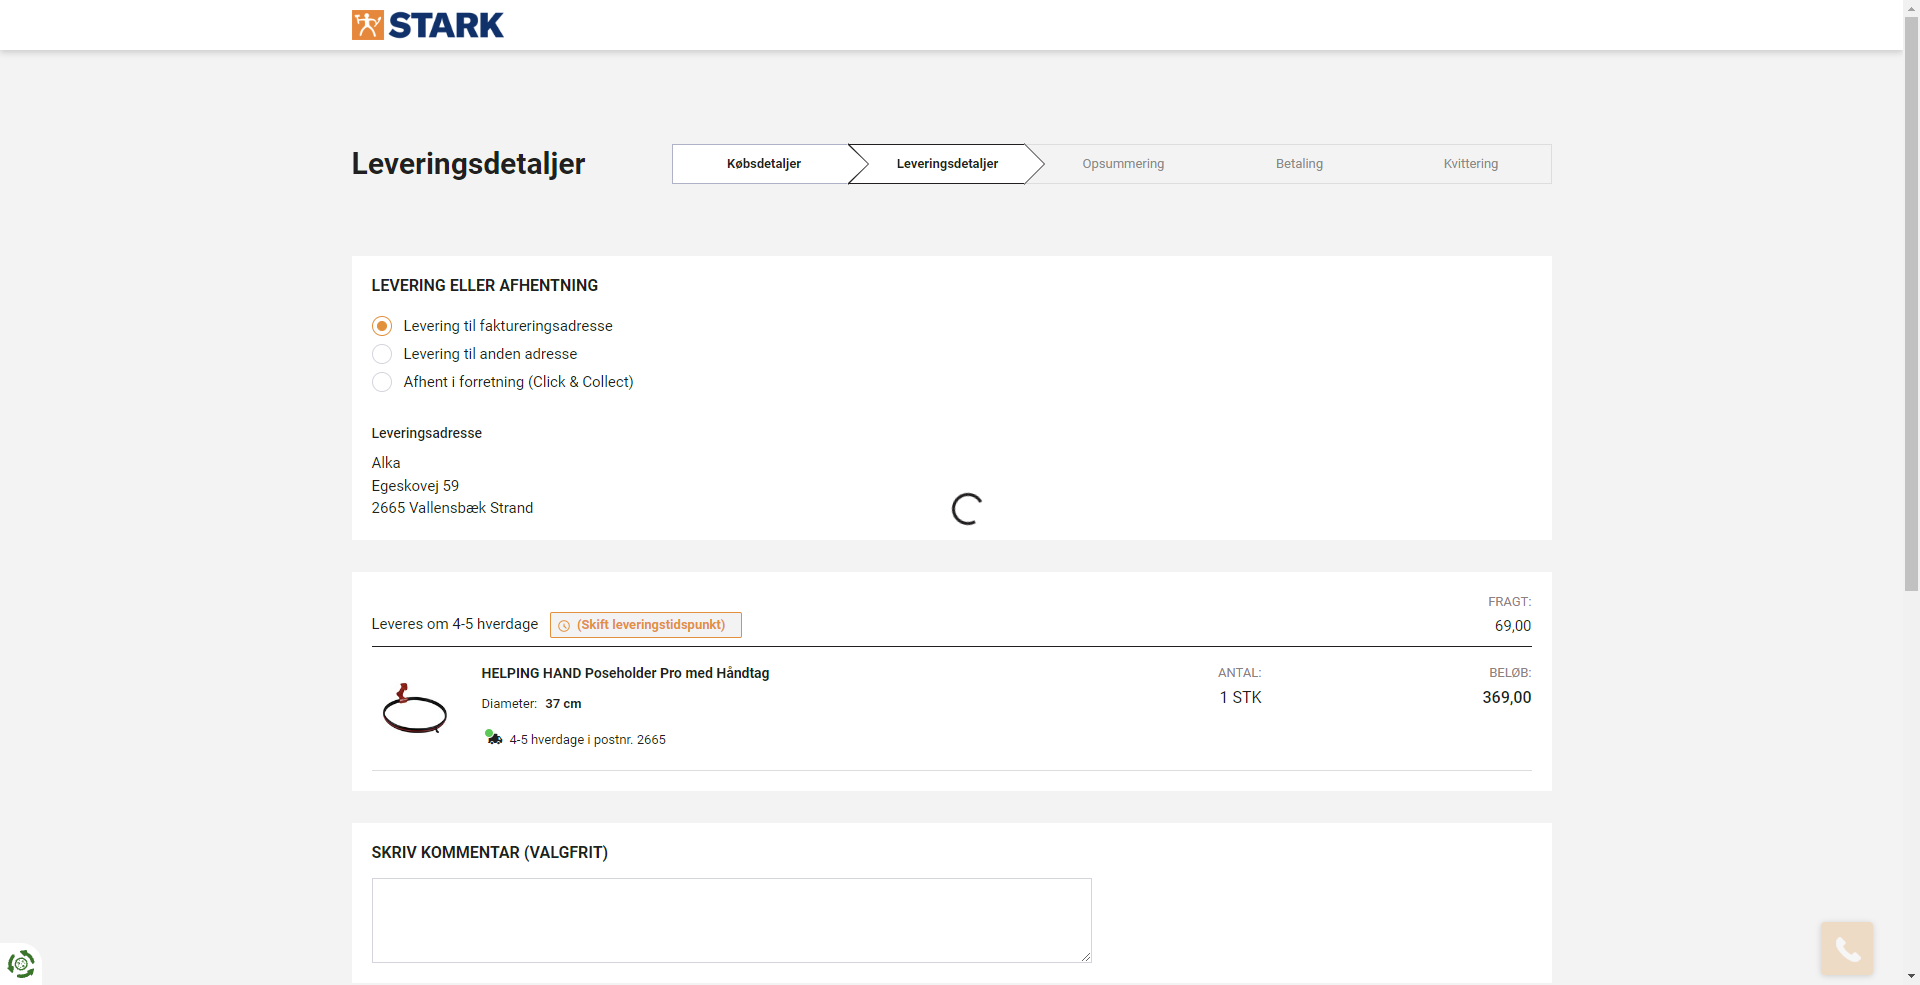 STARK
Leveringsdetaljer
Købsdetaljer
Leveringsdetaljer
Opsummering
Betaling
Kvittering
LEVERING ELLER AFHENTNING
Levering til faktureringsadresse
Levering til anden adresse
Afhent i forretning (Click & Collect)
Leveringsadresse
Alka
Egeskovej 59
2665 Vallensbæk Strand
FRAGT:
Leveres om 4-5 hverdage
(Skift leveringstidspunkt)
69,00
HELPING HAND Poseholder Pro med Håndtag
ANTAL:
BELØB:
Diameter: 37 cm
1 STK
369,00
4-5 hverdage i postnr. 2665
SKRIV KOMMENTAR (VALGFRIT)